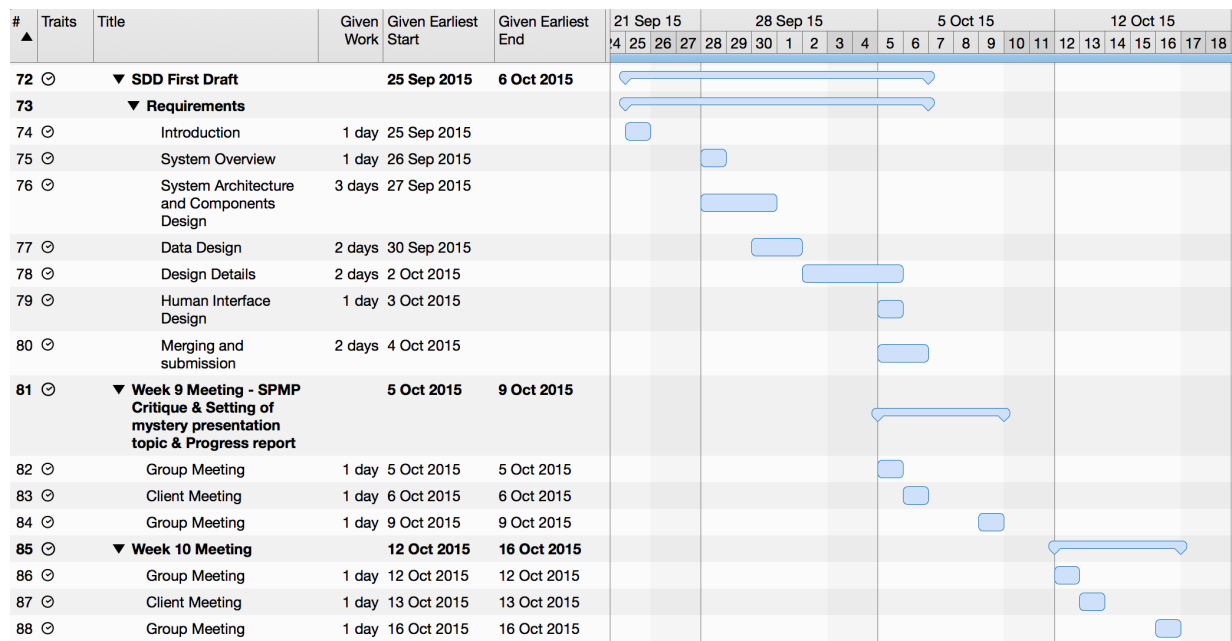 # Traits Title Given Work Given Earliest Start Given Earliest End 21 Sep 15 28 Sep 15 5 Oct 15 12 Oct 15
24 25 26 27 28 29 30 1 2 3 4 5 6 7 8 9 10 11 12 13 14 15 16 17 18
72 ▼ SDD First Draft 25 Sep 2015 6 Oct 2015
73 ▼ Requirements
74 Introduction 1 day 25 Sep 2015
75 System Overview 1 day 26 Sep 2015
76 System Architecture 3 days 27 Sep 2015
and Components
Design
77 Data Design 2 days 30 Sep 2015
78 Design Details 2 days 2 Oct 2015
79 Human Interface 1 day 3 Oct 2015
Design
80 Merging and 2 days 4 Oct 2015
submission
81 ▼ Week 9 Meeting - SPMP 5 Oct 2015 9 Oct 2015
Critique & Setting of
mystery presentation
topic & Progress report
82 Group Meeting 1 day 5 Oct 2015 5 Oct 2015
83 Client Meeting 1 day 6 Oct 2015 6 Oct 2015
84 Group Meeting 1 day 9 Oct 2015 9 Oct 2015
85 ▼ Week 10 Meeting 12 Oct 2015 16 Oct 2015
86 Group Meeting 1 day 12 Oct 2015 12 Oct 2015
87 Client Meeting 1 day 13 Oct 2015 13 Oct 2015
88 Group Meeting 1 day 16 Oct 2015 16 Oct 2015